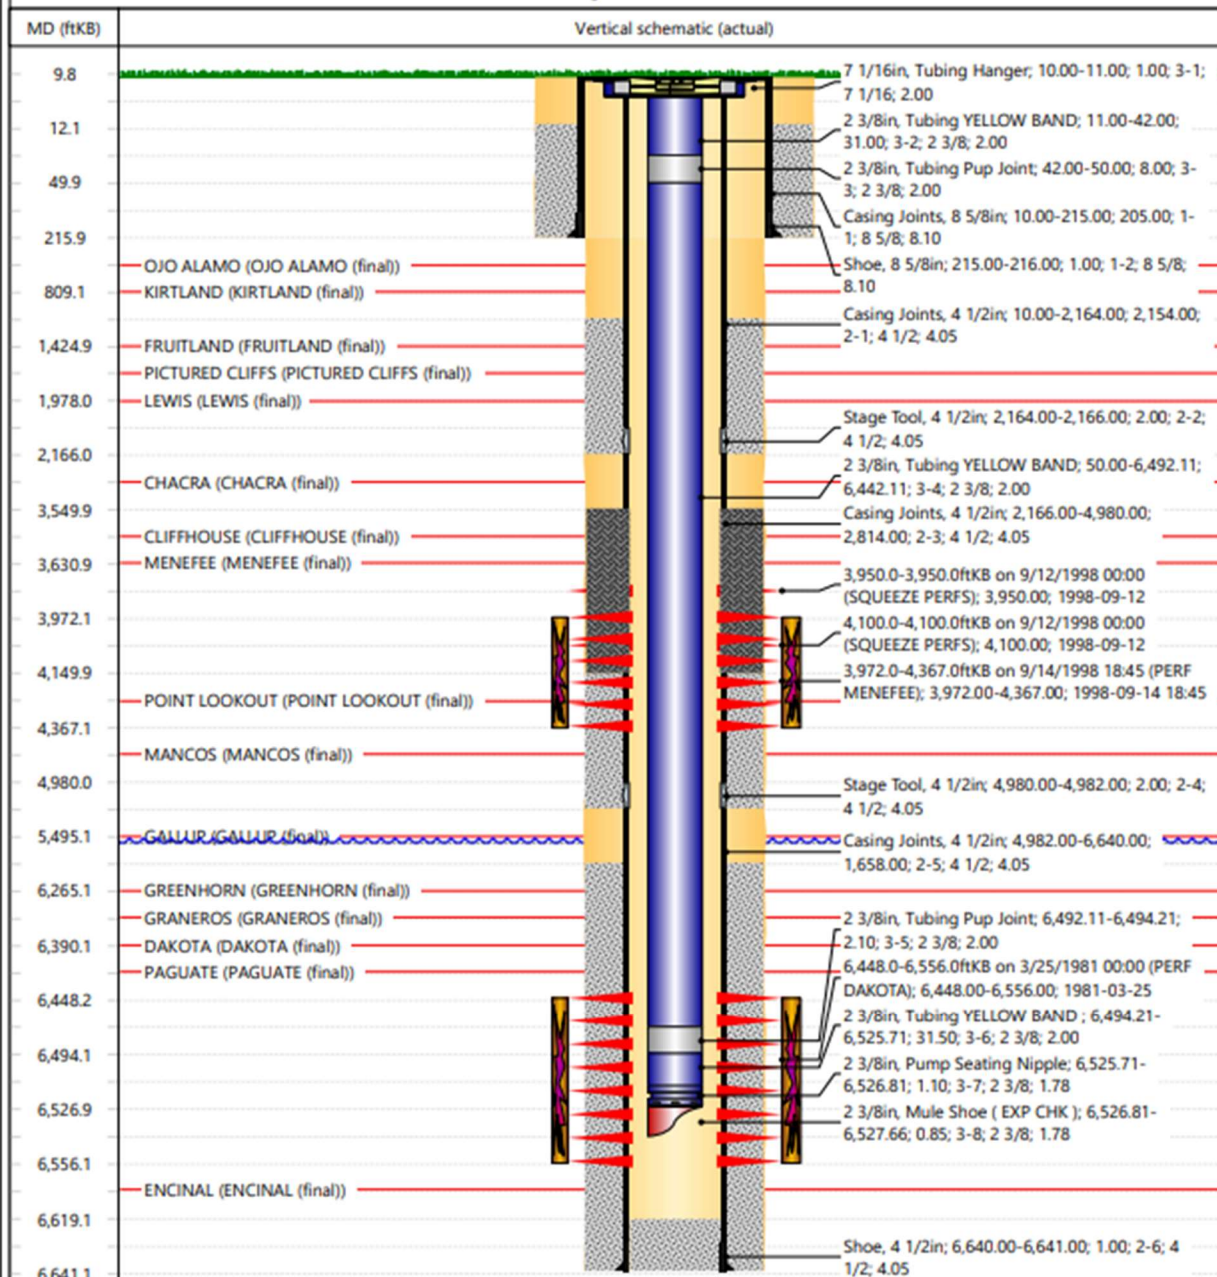 MD (ftKB)
Vertical schematic (actual)
9.8
12.1
49.9
215.9
809.1
1,424.9
1,978.0
2,166.0
3,549.9
3,630.9
3,972.1
4,149.9
4,367.1
4,980.0
5,495.1
6,265.1
6,390.1
6,448.2
6,494.1
6,526.9
6,556.1
6,619.1
6,641.1
OJO ALAMO (OJO ALAMO (final))
KIRTLAND (KIRTLAND (final))
FRUITLAND (FRUITLAND (final))
PICTURED CLIFFS (PICTURED CLIFFS (final))
LEWIS (LEWIS (final))
CHACRA (CHACRA (final))
CLIFFHOUSE (CLIFFHOUSE (final))
MENEFEE (MENEFEE (final))
POINT LOOKOUT (POINT LOOKOUT (final))
MANCOS (MANCOS (final))
GALLUP (GALLUP (final))
GREENHORN (GREENHORN (final))
GRANEROS (GRANEROS (final))
DAKOTA (DAKOTA (final))
PAGUATE (PAGUATE (final))
ENCINAL (ENCINAL (final))
7 1/16in, Tubing Hanger; 10.00-11.00; 1.00; 3-1;
7 1/16; 2.00
2 3/8in, Tubing YELLOW BAND; 11.00-42.00;
31.00; 3-2; 2 3/8; 2.00
2 3/8in, Tubing Pup Joint; 42.00-50.00; 8.00; 3-
3; 2 3/8; 2.00
Casing Joints, 8 5/8in; 10.00-215.00; 205.00; 1-
1; 8 5/8; 8.10
Shoe, 8 5/8in; 215.00-216.00; 1.00; 1-2; 8 5/8;
8.10
Casing Joints, 4 1/2in; 10.00-2,164.00; 2,154.00;
2-1; 4 1/2; 4.05
Stage Tool, 4 1/2in; 2,164.00-2,166.00; 2.00; 2-2;
4 1/2; 4.05
2 3/8in, Tubing YELLOW BAND; 50.00-6,492.11;
6,442.11; 3-4; 2 3/8; 2.00
Casing Joints, 4 1/2in; 2,166.00-4,980.00;
2,814.00; 2-3; 4 1/2; 4.05
3,950.0-3,950.0ftKB on 9/12/1998 00:00
(SQUEEZE PERFS); 3,950.00; 1998-09-12
4,100.0-4,100.0ftKB on 9/12/1998 00:00
(SQUEEZE PERFS); 4,100.00; 1998-09-12
3,972.0-4,367.0ftKB on 9/14/1998 18:45 (PERF
MENEFEE); 3,972.00-4,367.00; 1998-09-14 18:45
Stage Tool, 4 1/2in; 4,980.00-4,982.00; 2.00; 2-4;
4 1/2; 4.05
Casing Joints, 4 1/2in; 4,982.00-6,640.00;
1,658.00; 2-5; 4 1/2; 4.05
2 3/8in, Tubing Pup Joint; 6,492.11-6,494.21;
2.10; 3-5; 2 3/8; 2.00
6,448.0-6,556.0ftKB on 3/25/1981 00:00 (PERF
DAKOTA); 6,448.00-6,556.00; 1981-03-25
2 3/8in, Tubing YELLOW BAND ; 6,494.21-
6,525.71; 31.50; 3-6; 2 3/8; 2.00
2 3/8in, Pump Seating Nipple; 6,525.71-
6,526.81; 1.10; 3-7; 2 3/8; 1.78
2 3/8in, Mule Shoe ( EXP CHK ); 6,526.81-
6,527.66; 0.85; 3-8; 2 3/8; 1.78
Shoe, 4 1/2in; 6,640.00-6,641.00; 1.00; 2-6; 4
1/2; 4.05